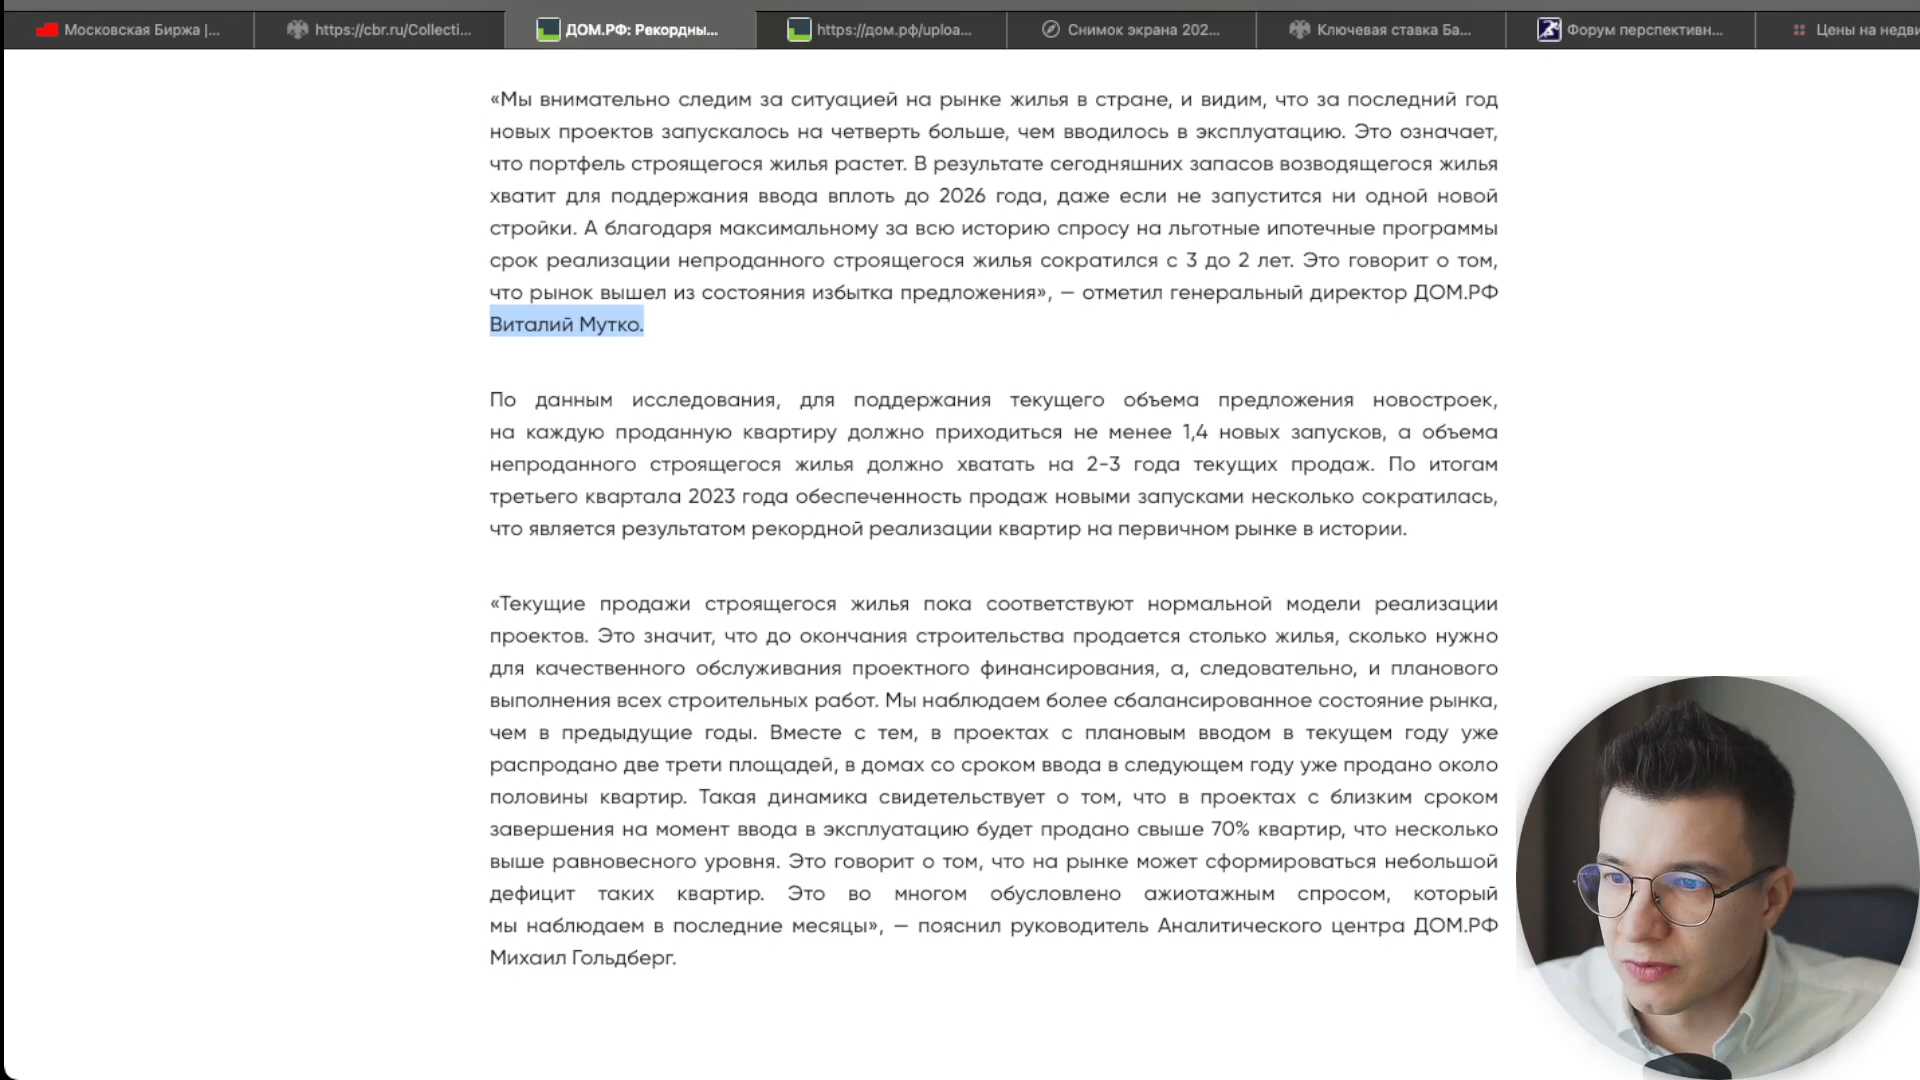 Московская Биржа |...
https://cbr.ru/Collecti...
ДОМ.РФ: Рекордны...
https://дом.рф/uploa...
Снимок экрана 202...
Ключевая ставка Ба...
Форум перспективн...
Цены на недви
«Мы внимательно следим за ситуацией на рынке жилья в стране, и видим, что за последний год
новых проектов запускалось на четверть больше, чем вводилось в эксплуатацию. Это означает,
что портфель строящегося жилья растет. В результате сегодняшних запасов возводящегося жилья
хватит для поддержания ввода вплоть до 2026 года, даже если не запустится ни одной новой
стройки. А благодаря максимальному за всю историю спросу на льготные ипотечные программы
срок реализации непроданного строящегося жилья сократился с 3 до 2 лет. Это говорит о том,
что рынок вышел из состояния избытка предложения», — отметил генеральный директор ДОМ.РФ
Виталий Мутко.
По данным исследования, для поддержания текущего объема предложения новостроек,
на каждую проданную квартиру должно приходиться не менее 1,4 новых запусков, а объема
непроданного строящегося жилья должно хватать на 2-3 года текущих продаж. По итогам
третьего квартала 2023 года обеспеченность продаж новыми запусками несколько сократилась,
что является результатом рекордной реализации квартир на первичном рынке в истории.
«Текущие продажи строящегося жилья пока соответствуют нормальной модели реализации
проектов. Это значит, что до окончания строительства продается столько жилья, сколько нужно
для качественного обслуживания проектного финансирования, а, следовательно, и планового
выполнения всех строительных работ. Мы наблюдаем более сбалансированное состояние рынка,
чем в предыдущие годы. Вместе с тем, в проектах с плановым вводом в текущем году уже
распродано две трети площадей, в домах со сроком ввода в следующем году уже продано около
половины квартир. Такая динамика свидетельствует о том, что в проектах с близким сроком
завершения на момент ввода в эксплуатацию будет продано свыше 70% квартир, что несколько
выше равновесного уровня. Это говорит о том, что на рынке может сформироваться небольшой
дефицит таких квартир. Это во многом обусловлено ажиотажным спросом, который
мы наблюдаем в последние месяцы», — пояснил руководитель Аналитического центра ДОМ.РФ
Михаил Гольдберг.